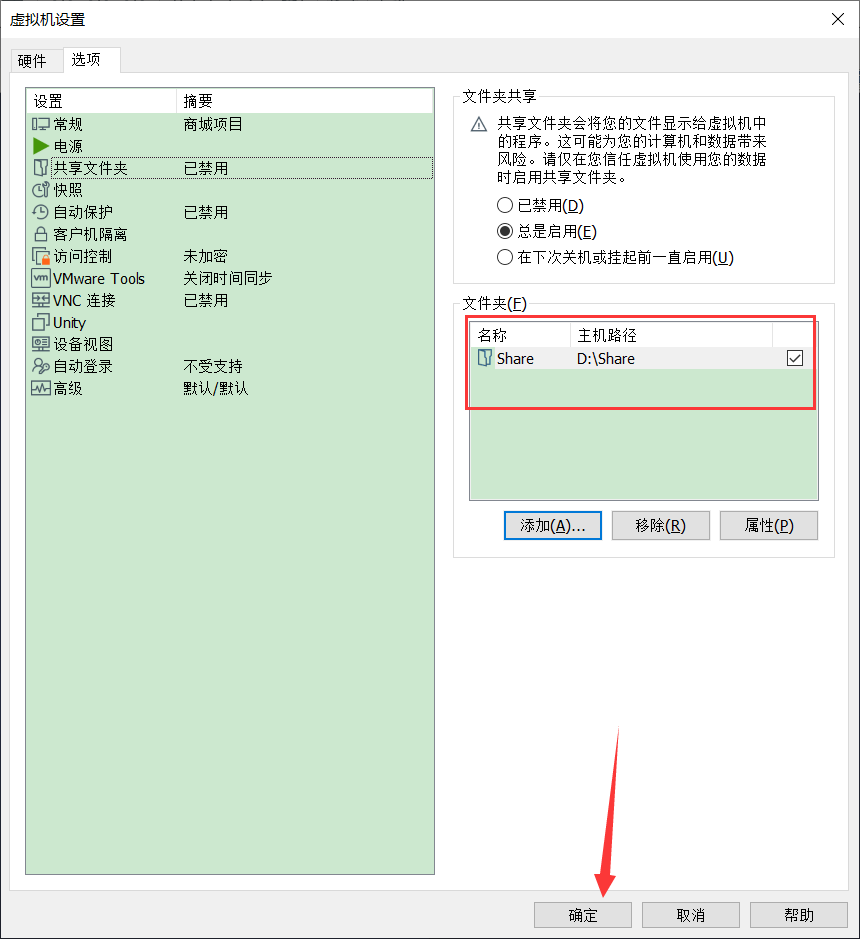 虚拟机设置
硬件 选项
设置 摘要
常规 商城项目
电源
共享文件夹 已禁用
快照
自动保护 已禁用
客户机隔离
访问控制 未加密
vm VMware Tools 关闭时间同步
VNC 连接 已禁用
Unity
设备视图
自动登录 不受支持
高级 默认/默认
文件夹共享
共享文件夹会将您的文件显示给虚拟机中
的程序。这可能为您的计算机和数据带来
风险。请仅在您信任虚拟机使用您的数据
时启用共享文件夹。
已禁用(D)
总是启用(E)
在下次关机或挂起前一直启用(U)
文件夹(F)
名称 主机路径
Share D:\Share
添加(A)... 移除(R) 属性(P)
确定 取消 帮助